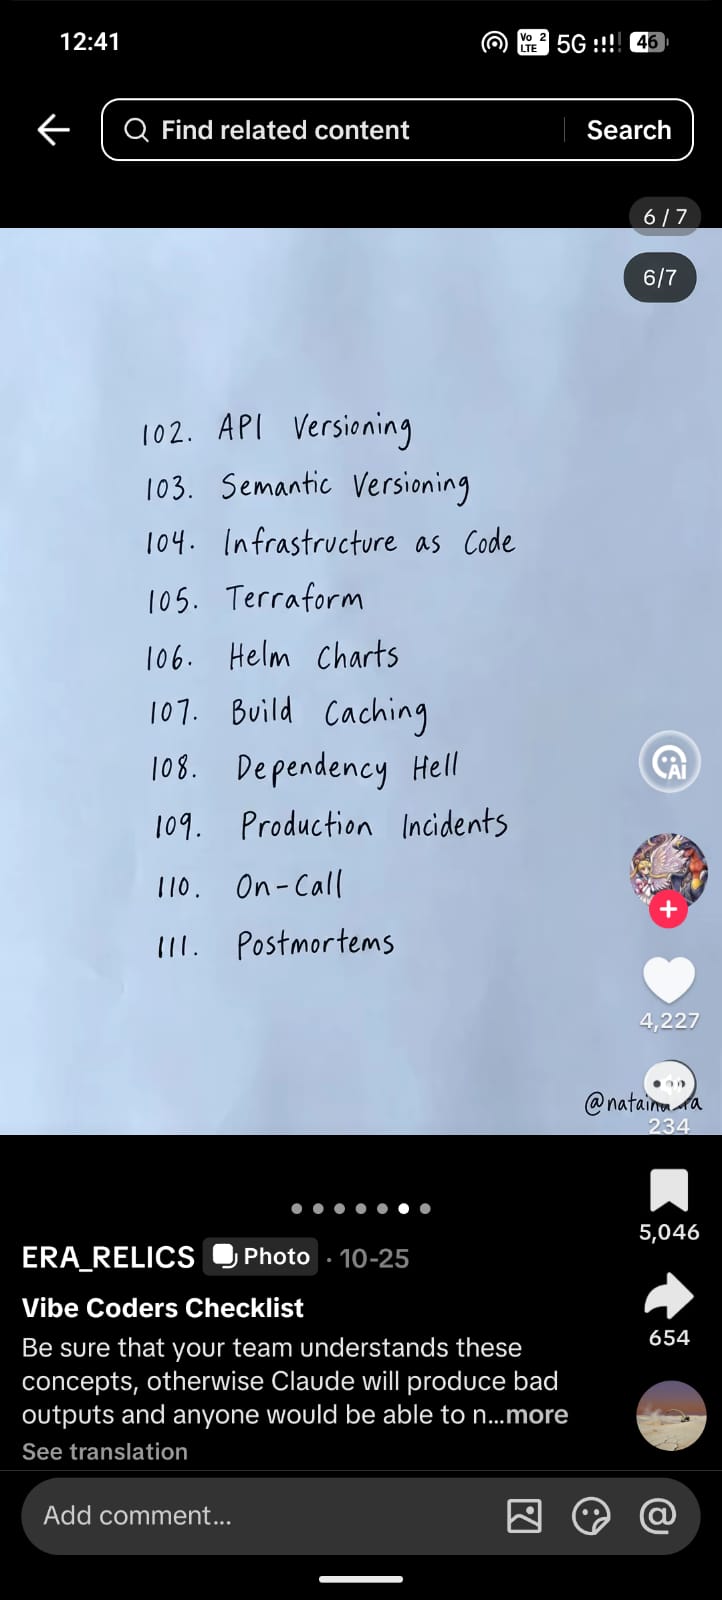 12:41
Vo 2
LTE
5G
46
Find related content
Search
6 / 7
6/7
102. API Versioning
103. Semantic Versioning
104. Infrastructure as Code
105. Terraform
106. Helm Charts
107. Build Caching
108. Dependency Hell
109. Production Incidents
110. On-Call
111. Postmortems
AI
4,227
234
5,046
654
ERA_RELICS
Photo
· 10-25
Vibe Coders Checklist
Be sure that your team understands these
concepts, otherwise Claude will produce bad
outputs and anyone would be able to n...more
See translation
Add comment...